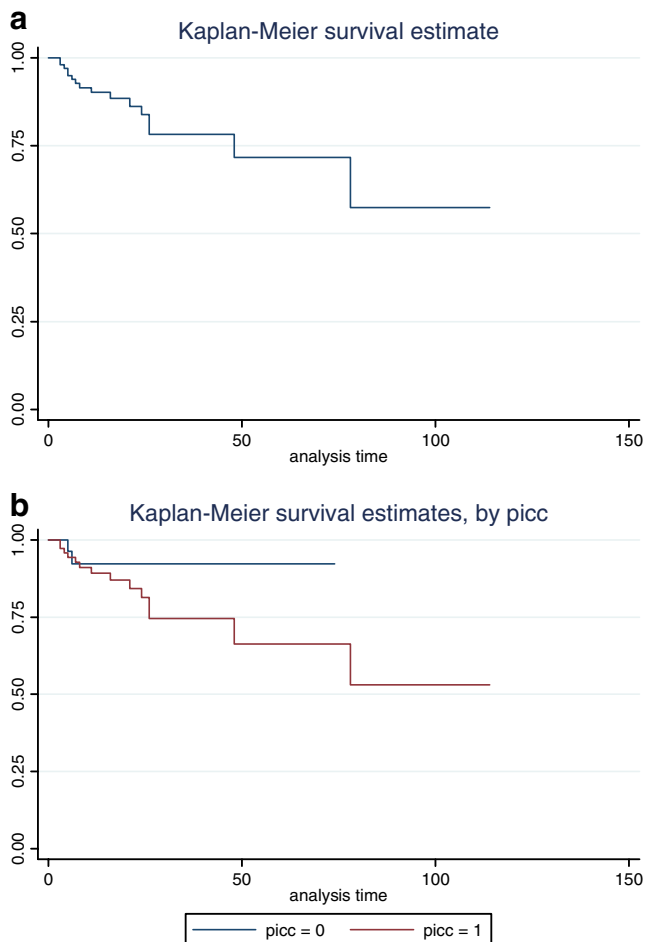 a
Kaplan-Meier survival estimate
1.00
0.75
0.50
0.25
0.00
0 50 100 150
analysis time
b
Kaplan-Meier survival estimates, by picc
1.00
0.75
0.50
0.25
0.00
0 50 100 150
analysis time
picc = 0 picc = 1